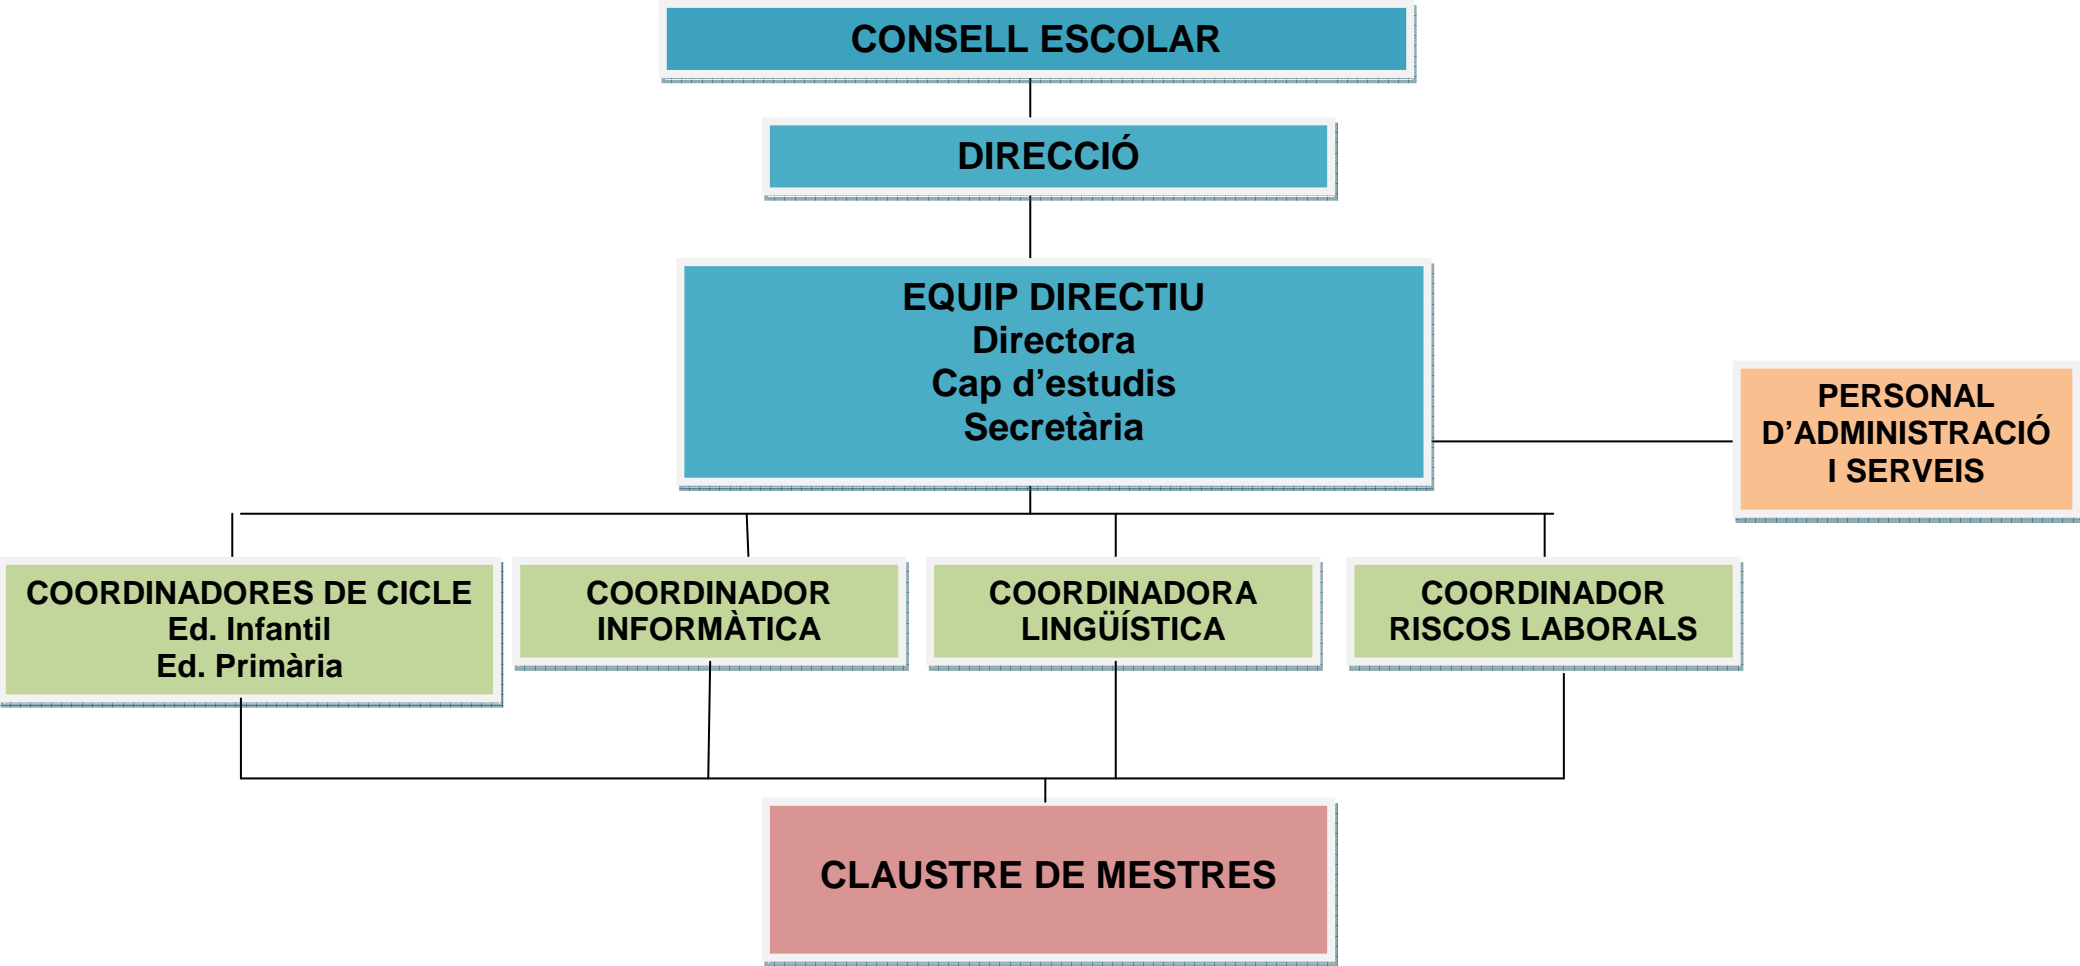 CONSELL ESCOLAR
DIRECCIÓ
EQUIP DIRECTIU
Directora
Cap d’estudis
Secretària
PERSONAL
D’ADMINISTRACIÓ
I SERVEIS
COORDINADORES DE CICLE
Ed. Infantil
Ed. Primària
COORDINADOR
INFORMÀTICA
COORDINADORA
LINGÜÍSTICA
COORDINADOR
RISCOS LABORALS
CLAUSTRE DE MESTRES